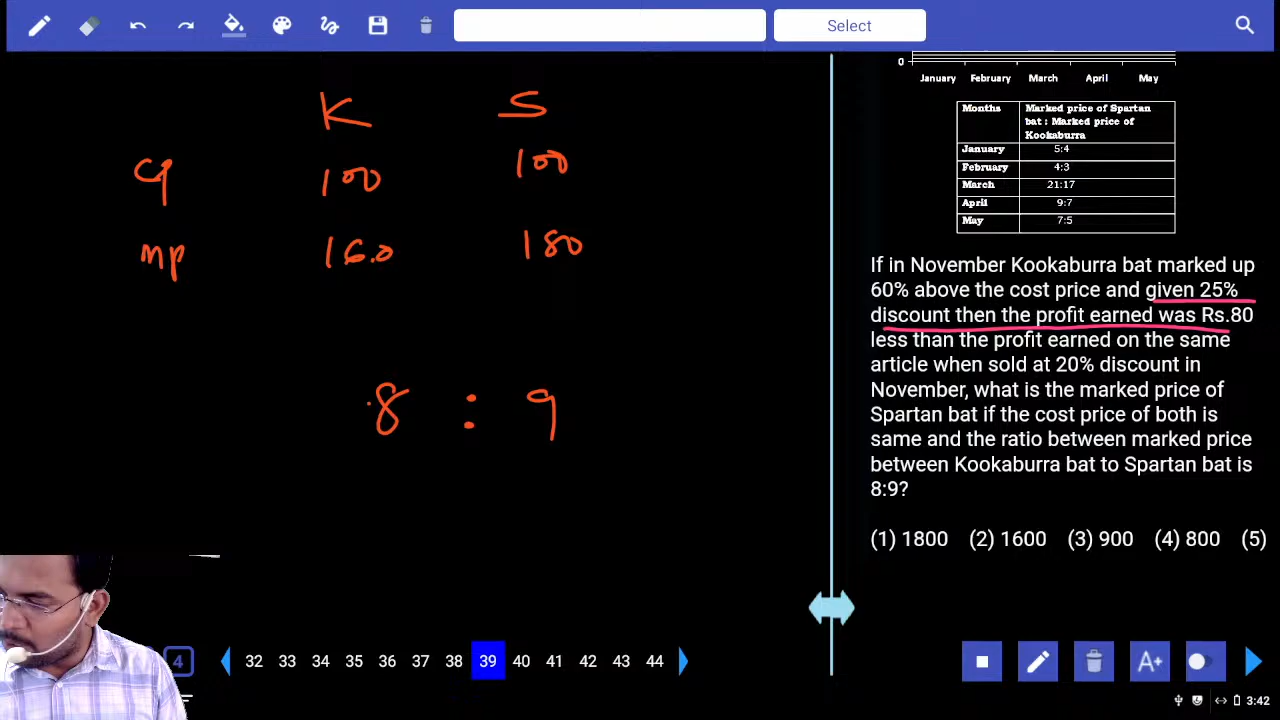 Select
K S
CP 100 100
MP 160 180
8 : 9
0
January February March April May
Months Marked price of Spartan bat : Marked price of Kookaburra
January 5:4
February 4:3
March 21:17
April 9:7
May 7:5
If in November Kookaburra bat marked up
60% above the cost price and given 25%
discount then the profit earned was Rs.80
less than the profit earned on the same
article when sold at 20% discount in
November, what is the marked price of
Spartan bat if the cost price of both is
same and the ratio between marked price
between Kookaburra bat to Spartan bat is
8:9?
(1) 1800 (2) 1600 (3) 900 (4) 800 (5)
4 32 33 34 35 36 37 38 39 40 41 42 43 44
A+
3:42